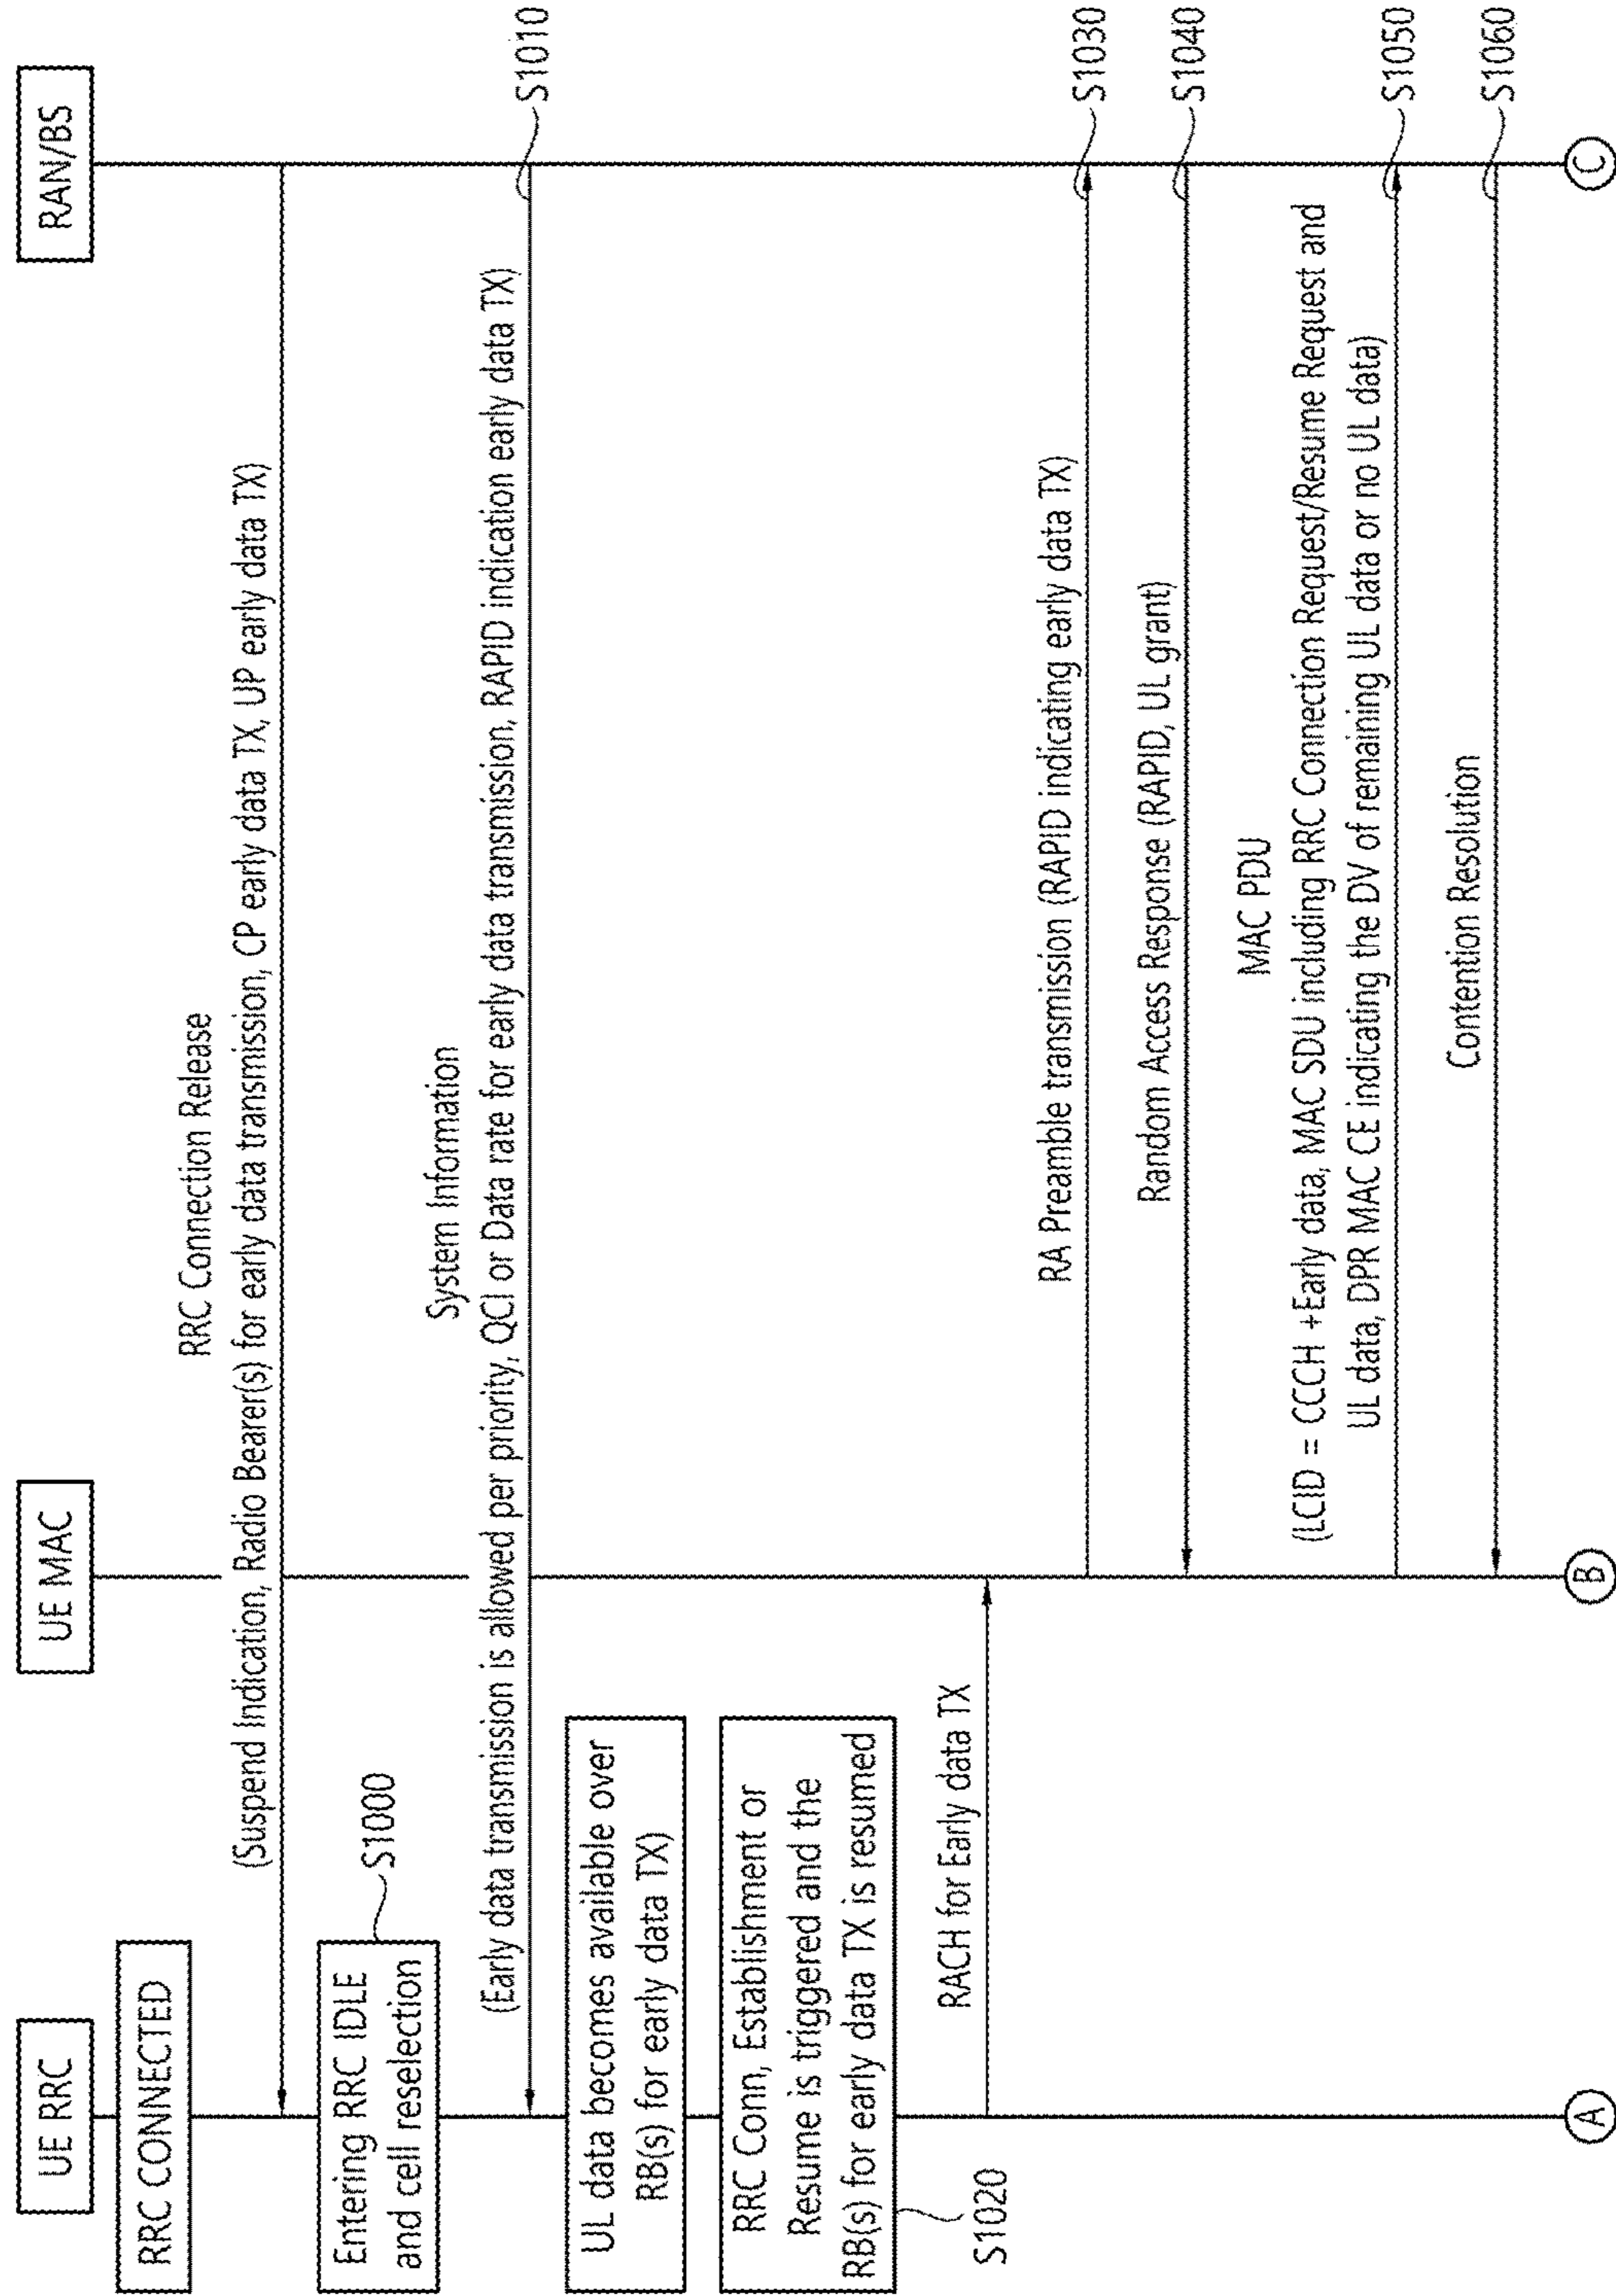 UE RRC
UE MAC
RAN/BS
RRC CONNECTED
RRC Connection Release
(Suspend Indication, Radio Bearer(s) for early data transmission, CP early data TX, UP early data TX)
Entering RRC IDLE
and cell reselection
S1000
System Information
(Early data transmission is allowed per priority, QCI or Data rate for early data transmission, RAPID indication early data TX)
S1010
UL data becomes available over
RB(s) for early data TX)
RRC Conn, Establishment or
Resume is triggered and the
RB(s) for early data TX is resumed
S1020
RACH for Early data TX
RA Preamble transmission (RAPID indicating early data TX)
S1030
Random Access Response (RAPID, UL grant)
S1040
MAC PDU
(LCID = CCCH +Early data, MAC SDU including RRC Connection Request/Resume Request and
UL data, DPR MAC CE indicating the DV of remaining UL data or no UL data)
S1050
Contention Resolution
S1060
A
B
C